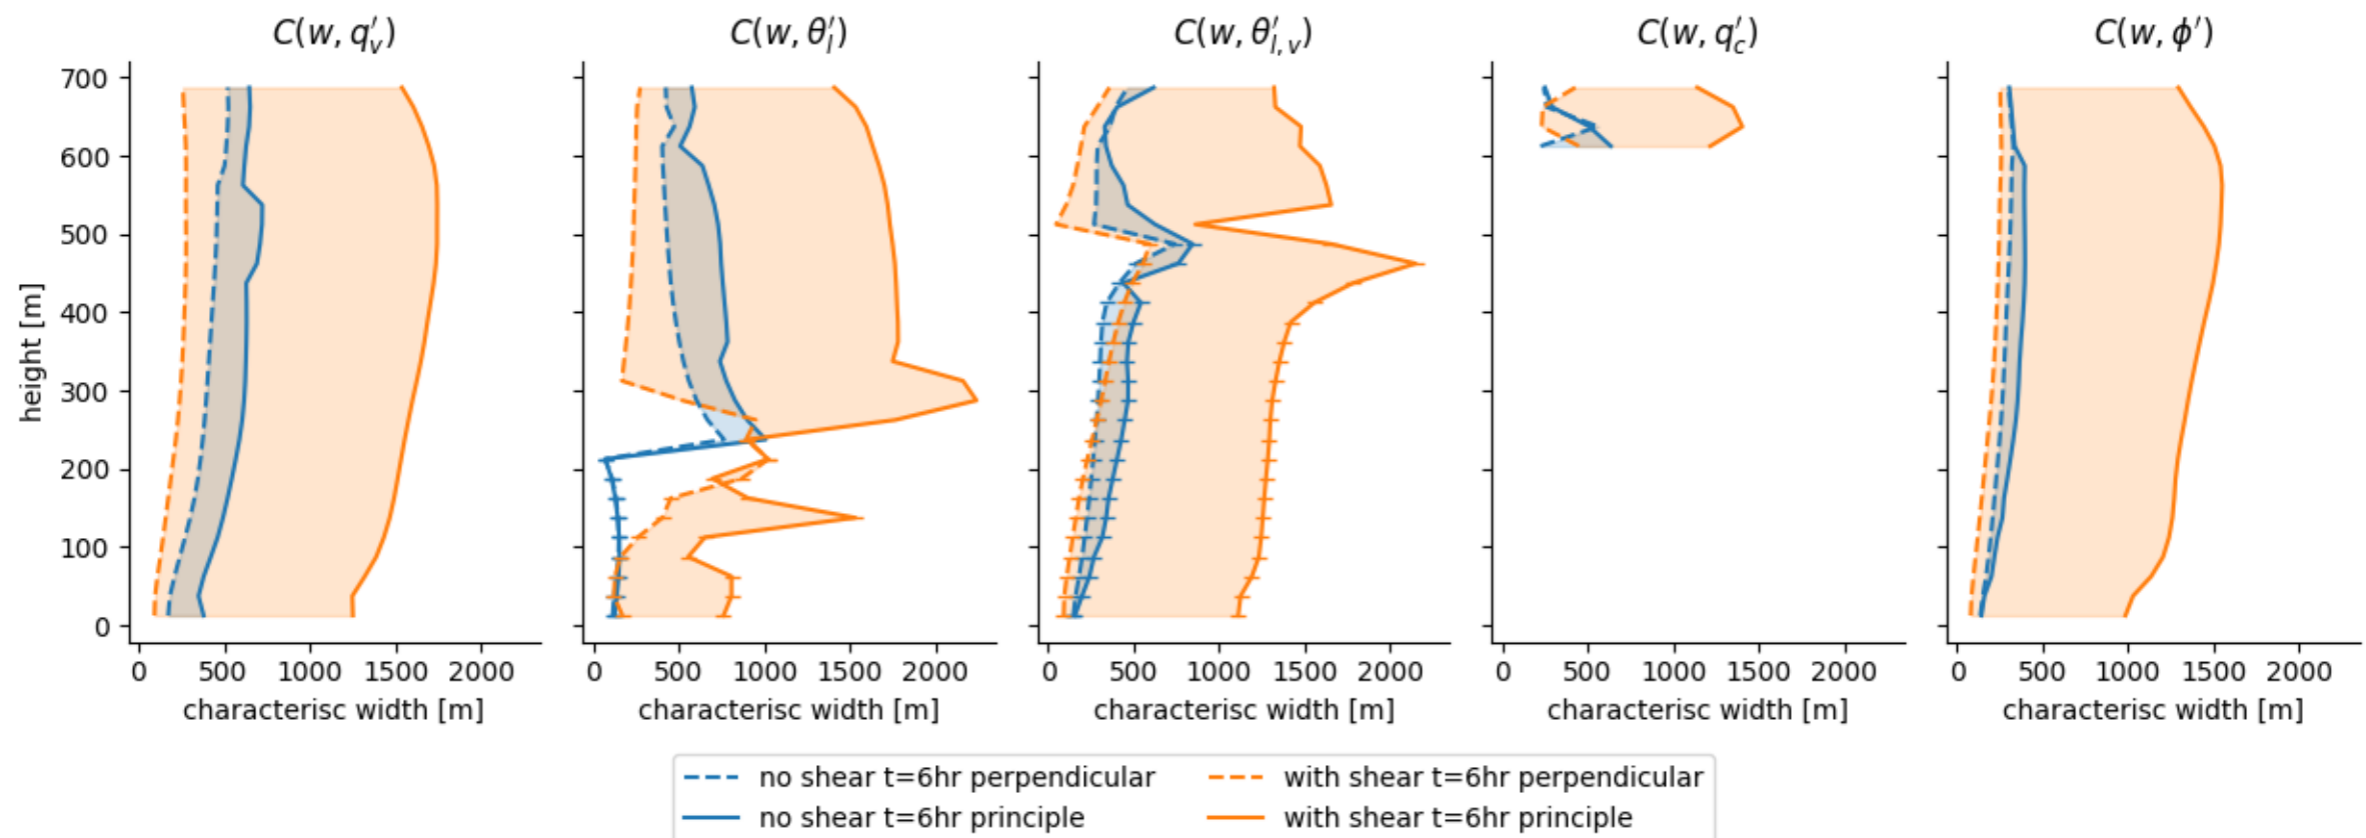 C(w, q′ᵥ) C(w, θ′ₗ) C(w, θ′ₗ,ᵥ) C(w, q′c) C(w, ϕ′)
700
600
500
400
300
200
100
0
height [m]
0 500 1000 1500 2000 0 500 1000 1500 2000 0 500 1000 1500 2000 0 500 1000 1500 2000 0 500 1000 1500 2000
characterisc width [m] characterisc width [m] characterisc width [m] characterisc width [m] characterisc width [m]
no shear t=6hr perpendicular with shear t=6hr perpendicular
no shear t=6hr principle with shear t=6hr principle